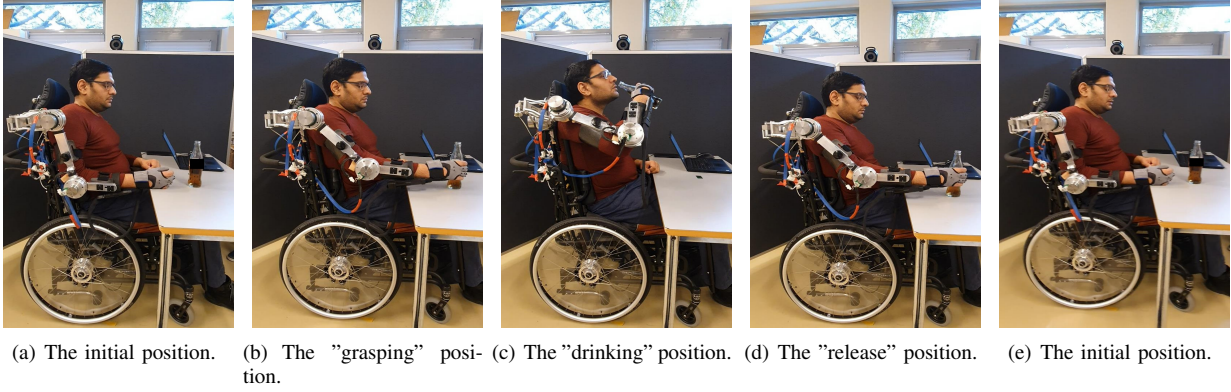 (a) The initial position.
(b) The ”grasping” posi-
tion.
(c) The ”drinking” position.
(d) The ”release” position.
(e) The initial position.